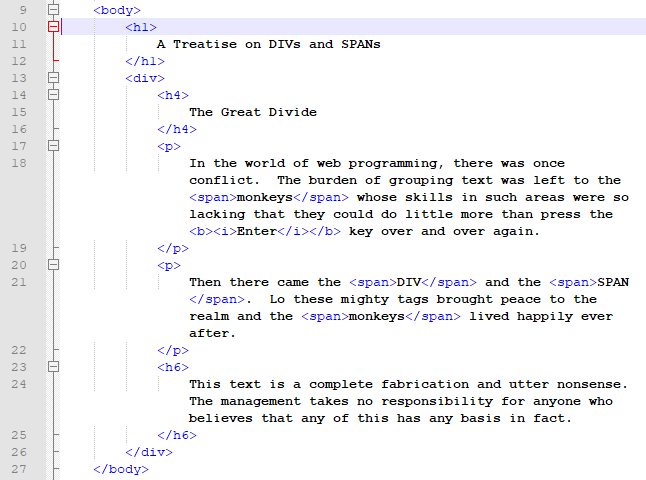 9 <body>
10 <h1>
11 A Treatise on DIVs and SPANs
12 </h1>
13 <div>
14 <h4>
15 The Great Divide
16 </h4>
17 <p>
18 In the world of web programming, there was once
conflict.  The burden of grouping text was left to the
<span>monkeys</span> whose skills in such areas were so
lacking that they could do little more than press the
<b><i>Enter</i></b> key over and over again.
19 </p>
20 <p>
21 Then there came the <span>DIV</span> and the <span>SPAN
</span>.  Lo these mighty tags brought peace to the
realm and the <span>monkeys</span> lived happily ever
after.
22 </p>
23 <h6>
24 This text is a complete fabrication and utter nonsense.
The management takes no responsibility for anyone who
believes that any of this has any basis in fact.
25 </h6>
26 </div>
27 </body>